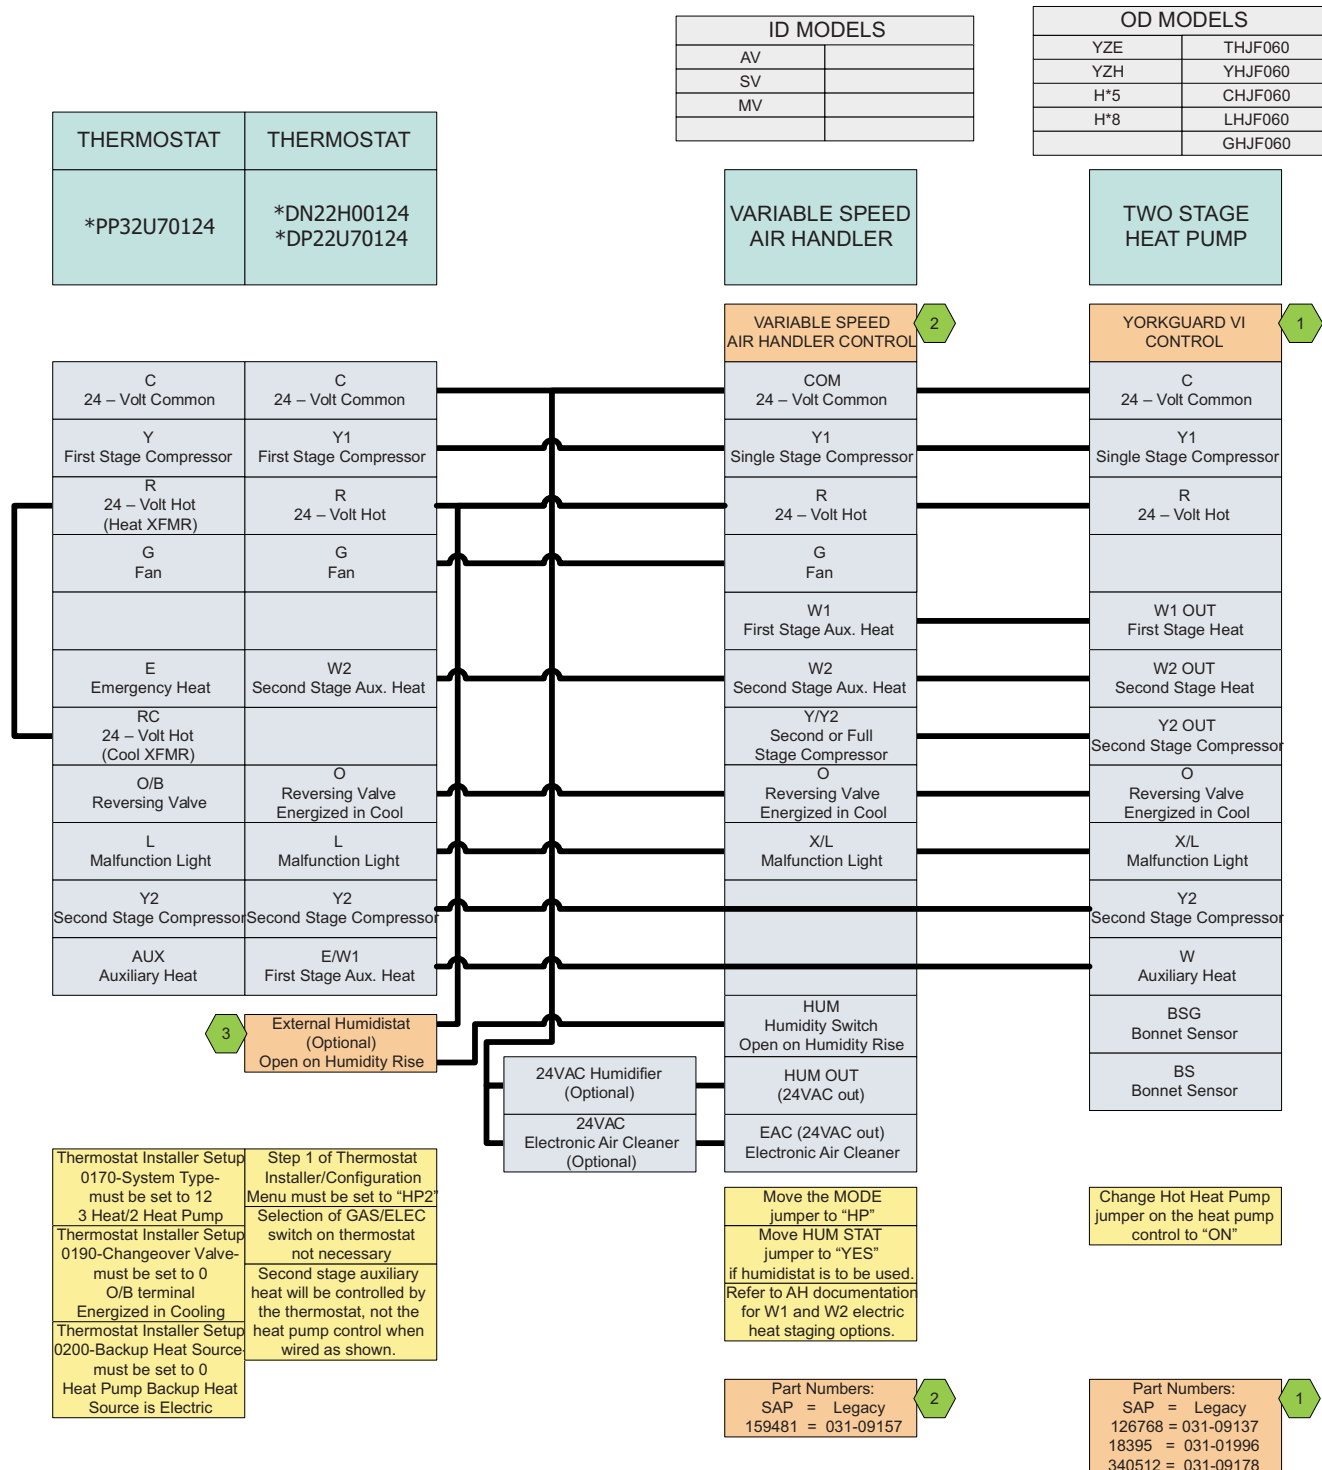 ID MODELS
AV
SV
MV
OD MODELS
YZE THJF060
YZH YHJF060
H*5 CHJF060
H*8 LHJF060
GHJF060
THERMOSTAT THERMOSTAT
*PP32U70124
*DN22H00124
*DP22U70124
VARIABLE SPEED
AIR HANDLER
TWO STAGE
HEAT PUMP
VARIABLE SPEED
AIR HANDLER CONTROL
2
YORKGUARD VI
CONTROL
1
C
24 – Volt Common
C
24 – Volt Common
COM
24 – Volt Common
C
24 – Volt Common
Y
First Stage Compressor
Y1
First Stage Compressor
Y1
Single Stage Compressor
Y1
Single Stage Compressor
R
24 – Volt Hot
(Heat XFMR)
R
24 – Volt Hot
R
24 – Volt Hot
R
24 – Volt Hot
G
Fan
G
Fan
G
Fan
W1
First Stage Aux. Heat
W1 OUT
First Stage Heat
E
Emergency Heat
W2
Second Stage Aux. Heat
W2
Second Stage Aux. Heat
W2 OUT
Second Stage Heat
RC
24 – Volt Hot
(Cool XFMR)
Y/Y2
Second or Full
Stage Compressor
Y2 OUT
Second Stage Compressor
O/B
Reversing Valve
O
Reversing Valve
Energized in Cool
O
Reversing Valve
Energized in Cool
O
Reversing Valve
Energized in Cool
L
Malfunction Light
L
Malfunction Light
X/L
Malfunction Light
X/L
Malfunction Light
Y2
Second Stage Compressor
Y2
Second Stage Compressor
Y2
Second Stage Compressor
AUX
Auxiliary Heat
E/W1
First Stage Aux. Heat
W
Auxiliary Heat
3
External Humidistat
(Optional)
Open on Humidity Rise
HUM
Humidity Switch
Open on Humidity Rise
BSG
Bonnet Sensor
24VAC Humidifier
(Optional)
HUM OUT
(24VAC out)
BS
Bonnet Sensor
24VAC
Electronic Air Cleaner
(Optional)
EAC (24VAC out)
Electronic Air Cleaner
Thermostat Installer Setup
0170-System Type-
must be set to 12
3 Heat/2 Heat Pump
Thermostat Installer Setup
0190-Changeover Valve-
must be set to 0
O/B terminal
Energized in Cooling
Thermostat Installer Setup
0200-Backup Heat Source-
must be set to 0
Heat Pump Backup Heat
Source is Electric
Step 1 of Thermostat
Installer/Configuration
Menu must be set to “HP2”
Selection of GAS/ELEC
switch on thermostat
not necessary
Second stage auxiliary
heat will be controlled by
the thermostat, not the
heat pump control when
wired as shown.
Move the MODE
jumper to “HP”
Move HUM STAT
jumper to “YES”
if humidistat is to be used.
Refer to AH documentation
for W1 and W2 electric
heat staging options.
Change Hot Heat Pump
jumper on the heat pump
control to “ON”
Part Numbers:
SAP = Legacy
159481 = 031-09157
2
Part Numbers:
SAP = Legacy
126768 = 031-09137
18395 = 031-01996
340512 = 031-09178
1